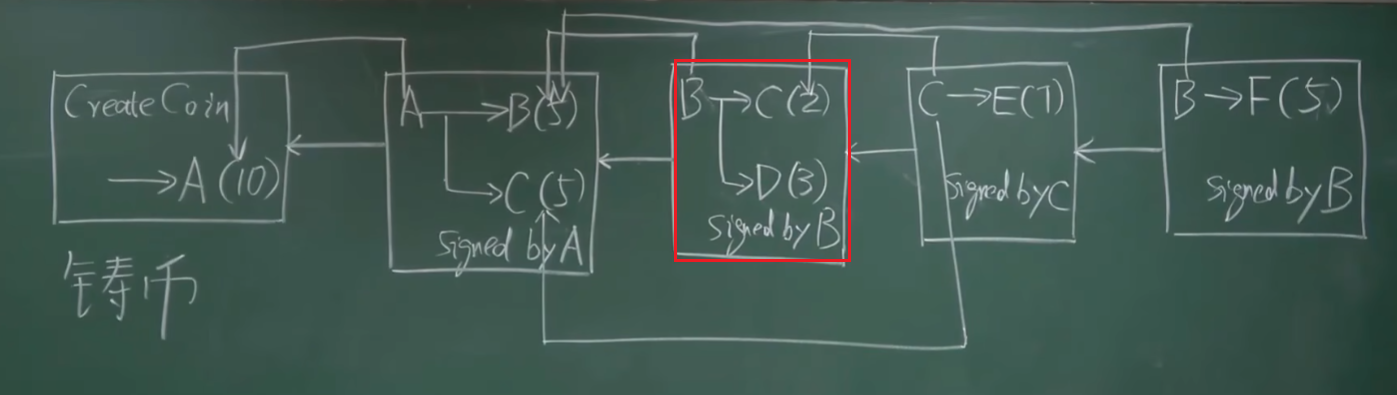 CreateCoin
→A(10)
A→B(5)
→C(5)
signed by A
B→C(2)
→D(3)
signed by B
C→E(7)
signed by C
B→F(5)
signed by B
铸币